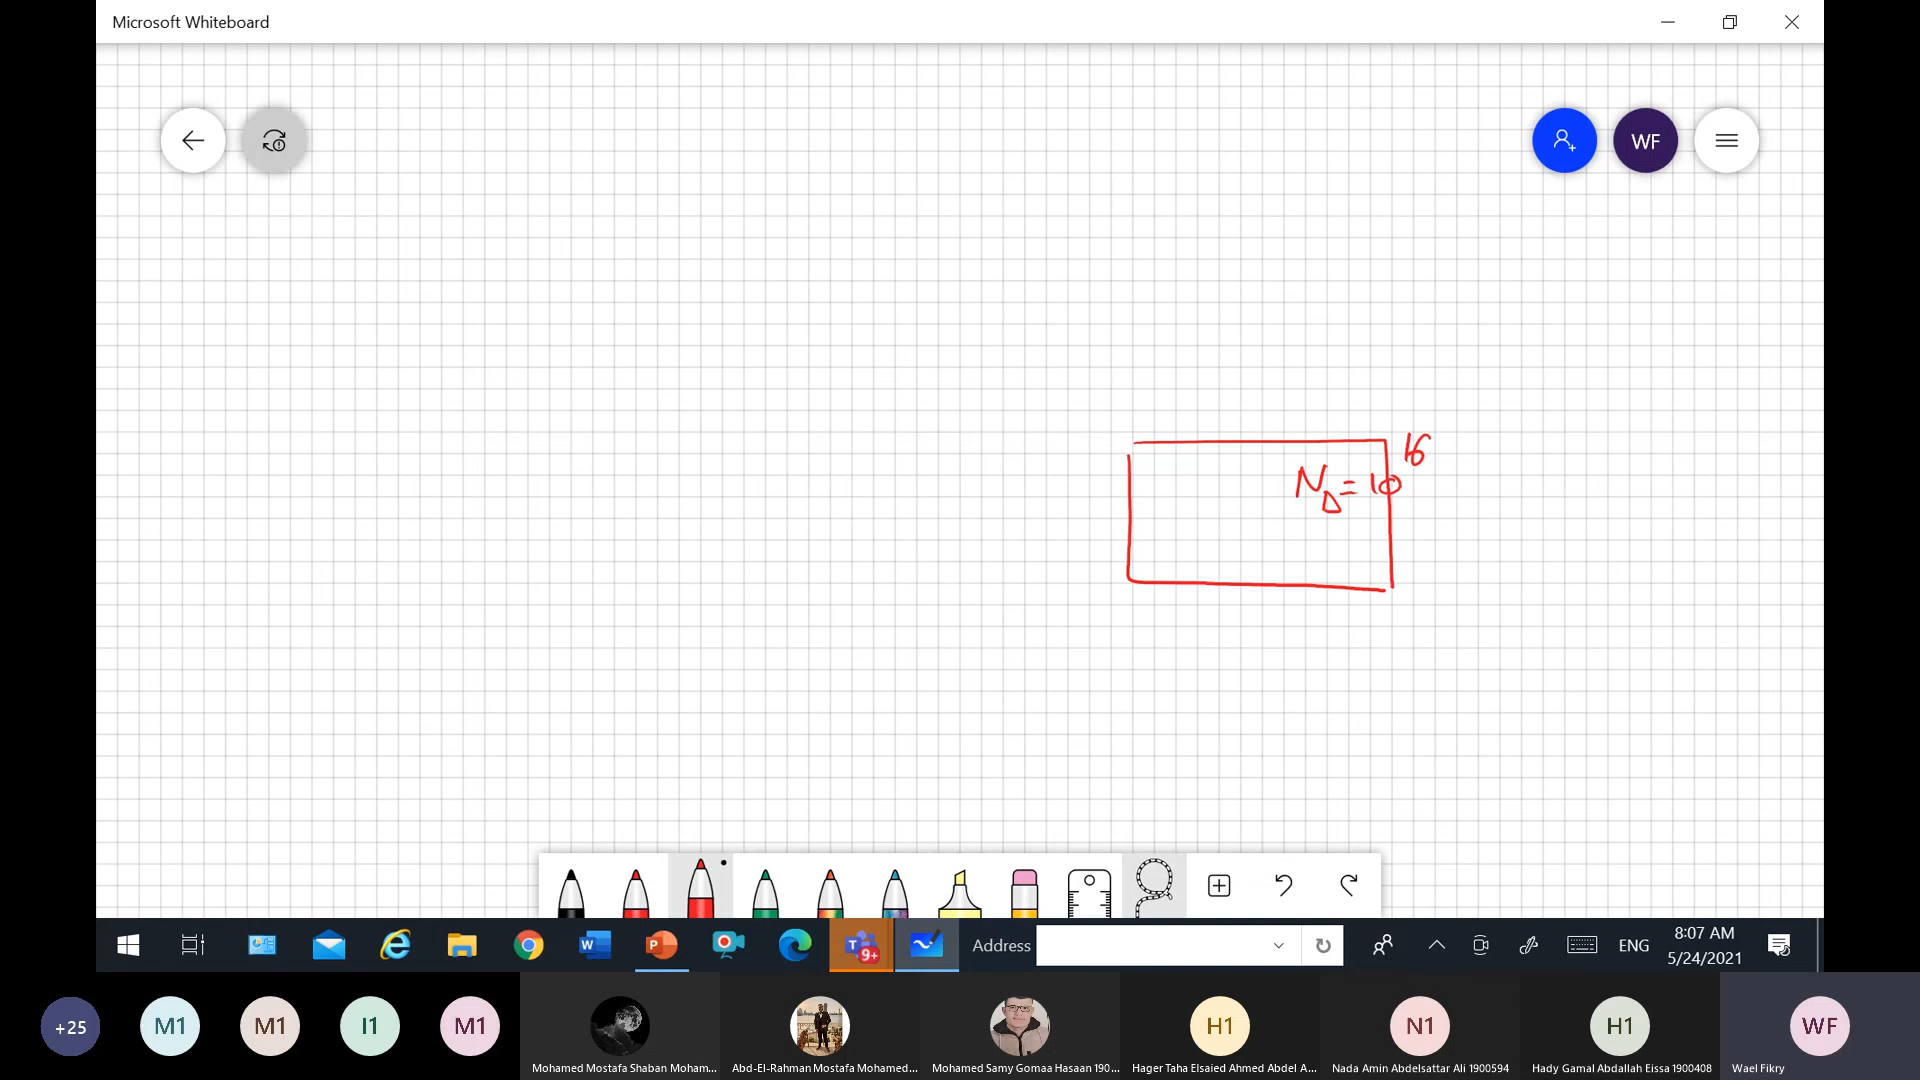 Microsoft Whiteboard
WF
N_D = 10^16
Address
ENG
8:07 AM
5/24/2021
9+
+25
M1
M1
I1
M1
H1
N1
H1
WF
Mohamed Mostafa Shaban Moham...
Abd-El-Rahman Mostafa Mohamed...
Mohamed Samy Gomaa Hasaan 190...
Hager Taha Elsaied Ahmed Abdel A...
Nada Amin Abdelsattar Ali 1900594
Hady Gamal Abdallah Eissa 1900408
Wael Fikry